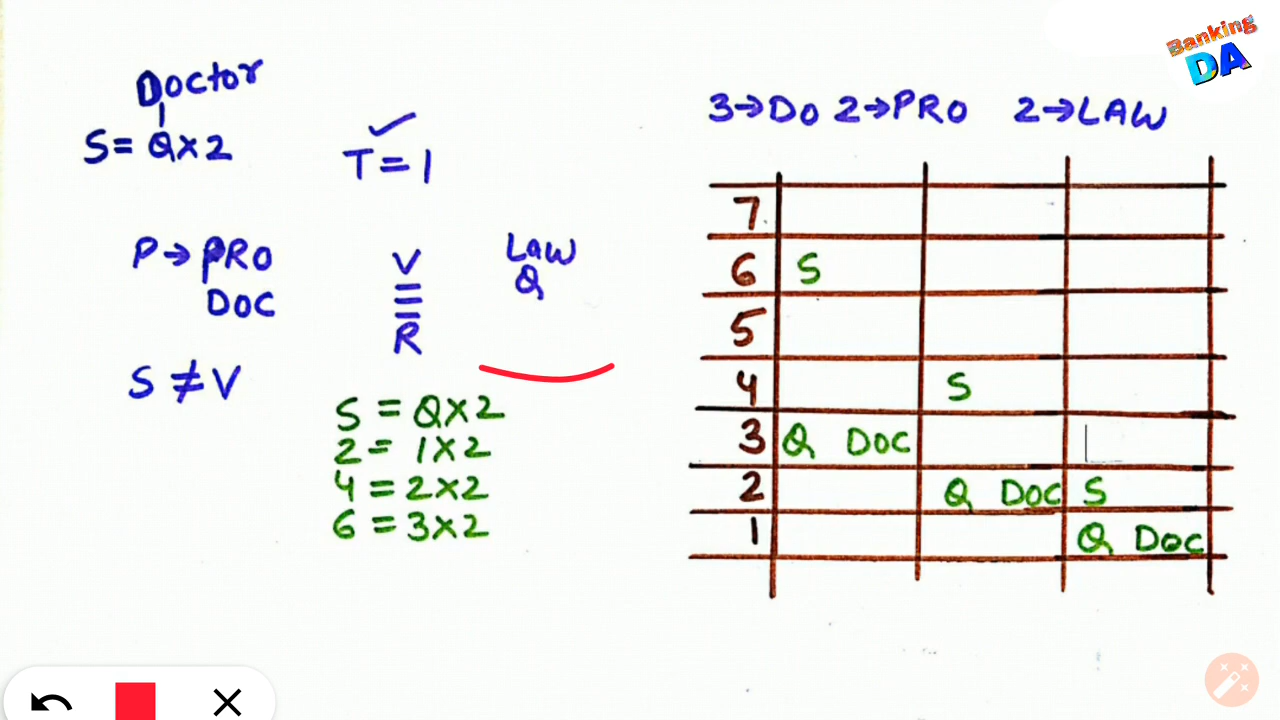 Banking
DA
Doctor
S = Q×2
T = 1
P → PRO
DOC
V
=
=
R
LAW
Q
S ≠ V
S = Q×2
2 = 1×2
4 = 2×2
6 = 3×2
3→DO 2→PRO 2→LAW
7
6 S
5
4 S
3 Q DOC
2 Q DOC S
1 Q DOC